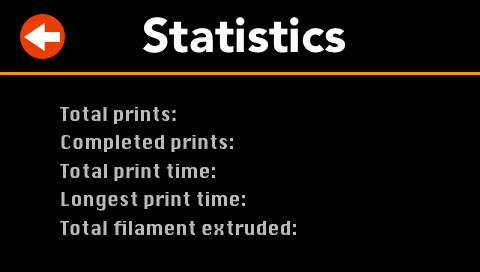 Statistics
Total prints:
Completed prints:
Total print time:
Longest print time:
Total filament extruded: